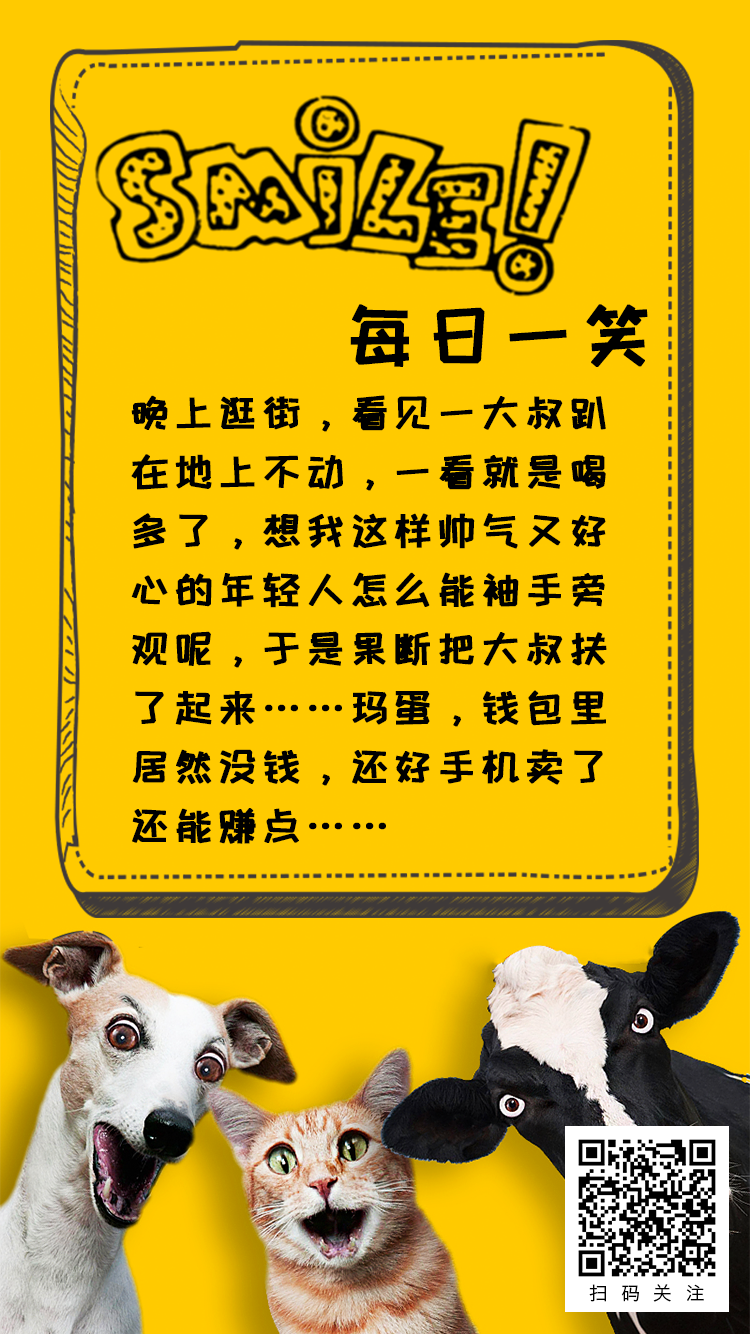 SMiLE!
每日一笑
晚上逛街，看见一大叔趴
在地上不动，一看就是喝
多了，想我这样帅气又好
心的年轻人怎么能袖手旁
观呢，于是果断把大叔扶
了起来……玛蛋，钱包里
居然没钱，还好手机卖了
还能赚点……
扫码关注